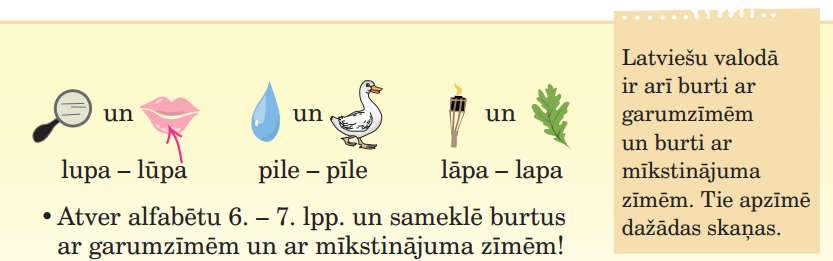 un
un
un
lupa – lūpa
pile – pīle
lāpa – lapa
• Atver alfabētu 6. – 7. lpp. un sameklē burtus
ar garumzīmēm un ar mīkstinājuma zīmēm!
Latviešu valodā
ir arī burti ar
garumzīmēm
un burti ar
mīkstinājuma
zīmēm. Tie apzīmē
dažādas skaņas.